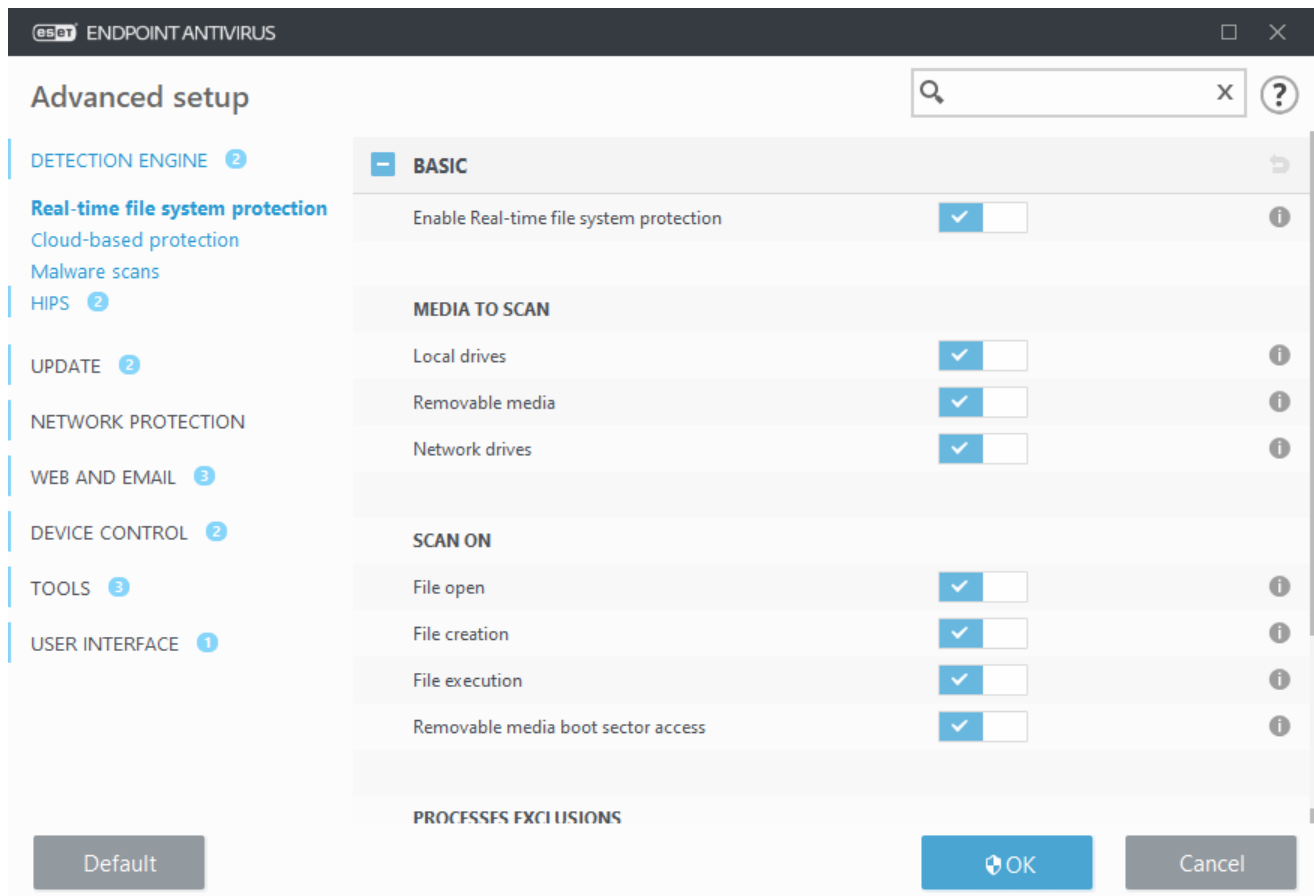 eset ENDPOINT ANTIVIRUS
Advanced setup
DETECTION ENGINE 2
Real-time file system protection
Cloud-based protection
Malware scans
HIPS 2
UPDATE 2
NETWORK PROTECTION
WEB AND EMAIL 3
DEVICE CONTROL 2
TOOLS 3
USER INTERFACE 1
BASIC
Enable Real-time file system protection
MEDIA TO SCAN
Local drives
Removable media
Network drives
SCAN ON
File open
File creation
File execution
Removable media boot sector access
PROCESSES EXCLUSIONS
Default
OK
Cancel